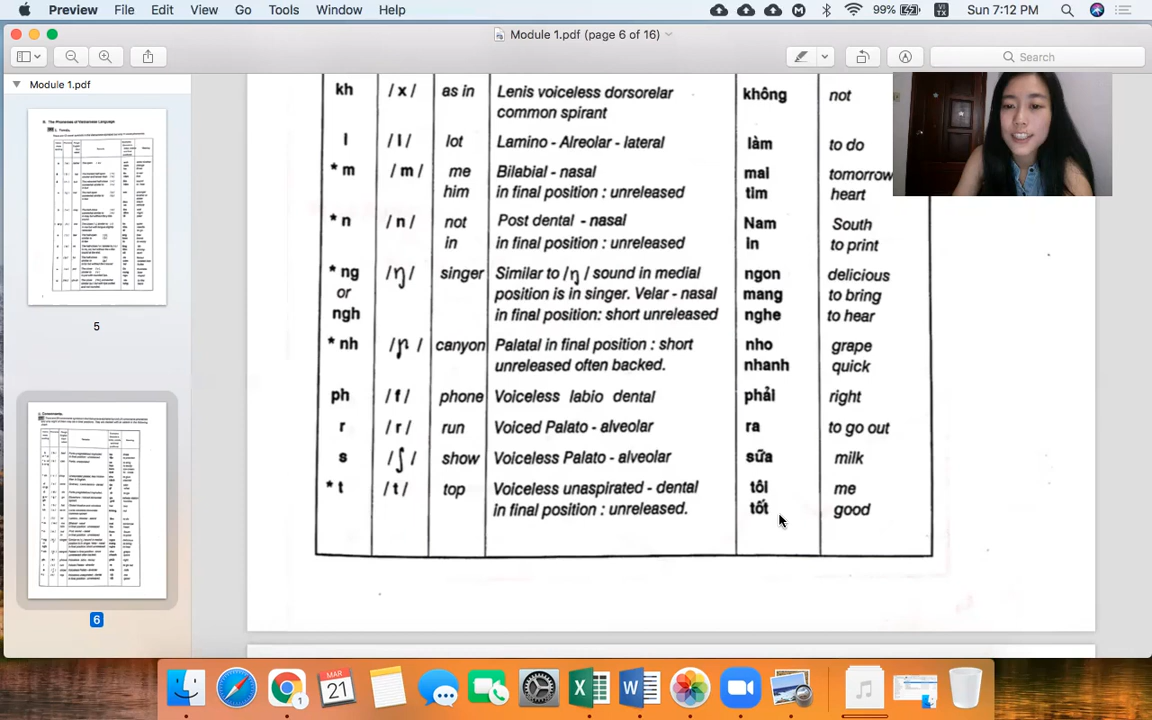 Preview File Edit View Go Tools Window Help
99% VI TX Sun 7:12 PM
Module 1.pdf (page 6 of 16)
Search
Module 1.pdf
5
6
kh /x/ as in Lenis voiceless dorsorelar không not
common spirant
l /l/ lot Lamino - Alreolar - lateral làm to do
* m /m/ me Bilabial - nasal mai tomorrow
him in final position : unreleased tim heart
* n /n/ not Post dental - nasal Nam South
in in final position : unreleased in to print
* ng /ŋ/ singer Similar to /ŋ/ sound in medial ngon delicious
or position is in singer. Velar - nasal mang to bring
ngh in final position: short unreleased nghe to hear
* nh /ɲ/ canyon Palatal in final position : short nho grape
unreleased often backed. nhanh quick
ph /f/ phone Voiceless labio dental phải right
r /r/ run Voiced Palato - alveolar ra to go out
s /ʃ/ show Voiceless Palato - alveolar sữa milk
* t /t/ top Voiceless unaspirated - dental tôi me
in final position : unreleased. tốt good
MAR
21